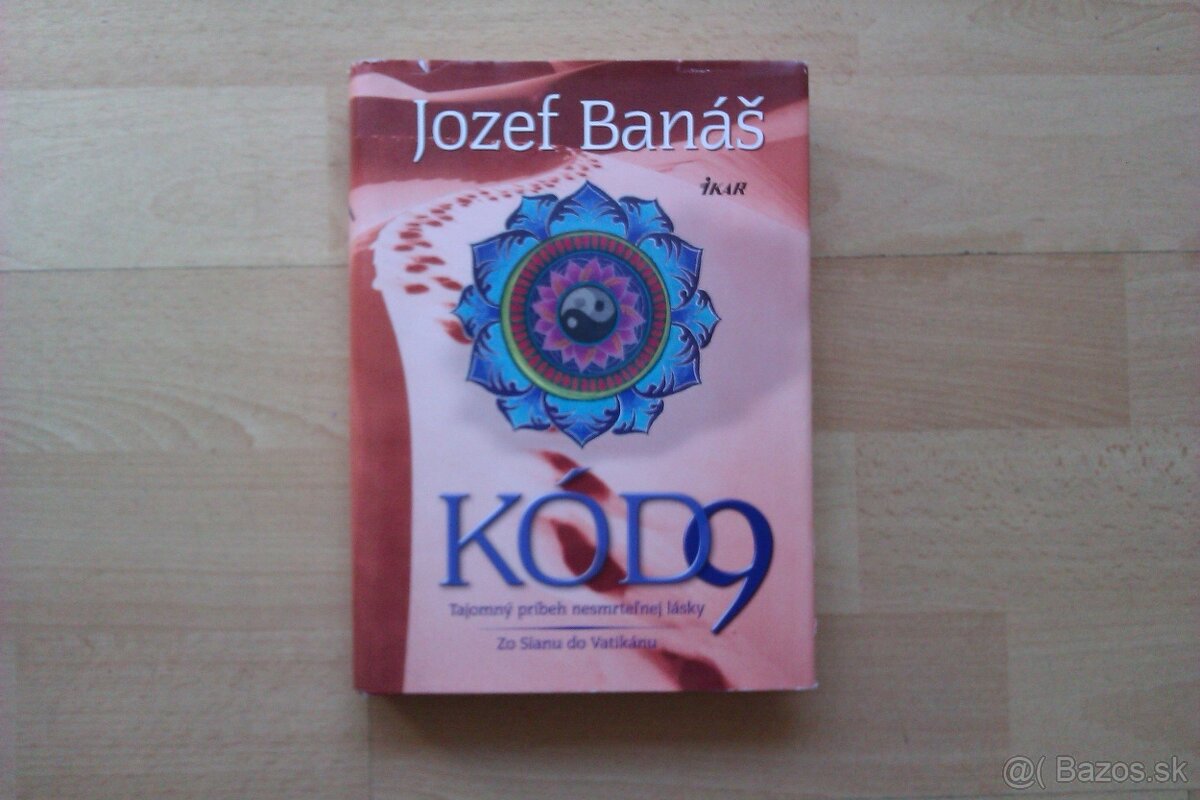 Jozef Banáš
iKAR
KÓD9
Tajomný príbeh nesmrteľnej lásky
Zo Sianu do Vatikánu
@( Bazos.sk